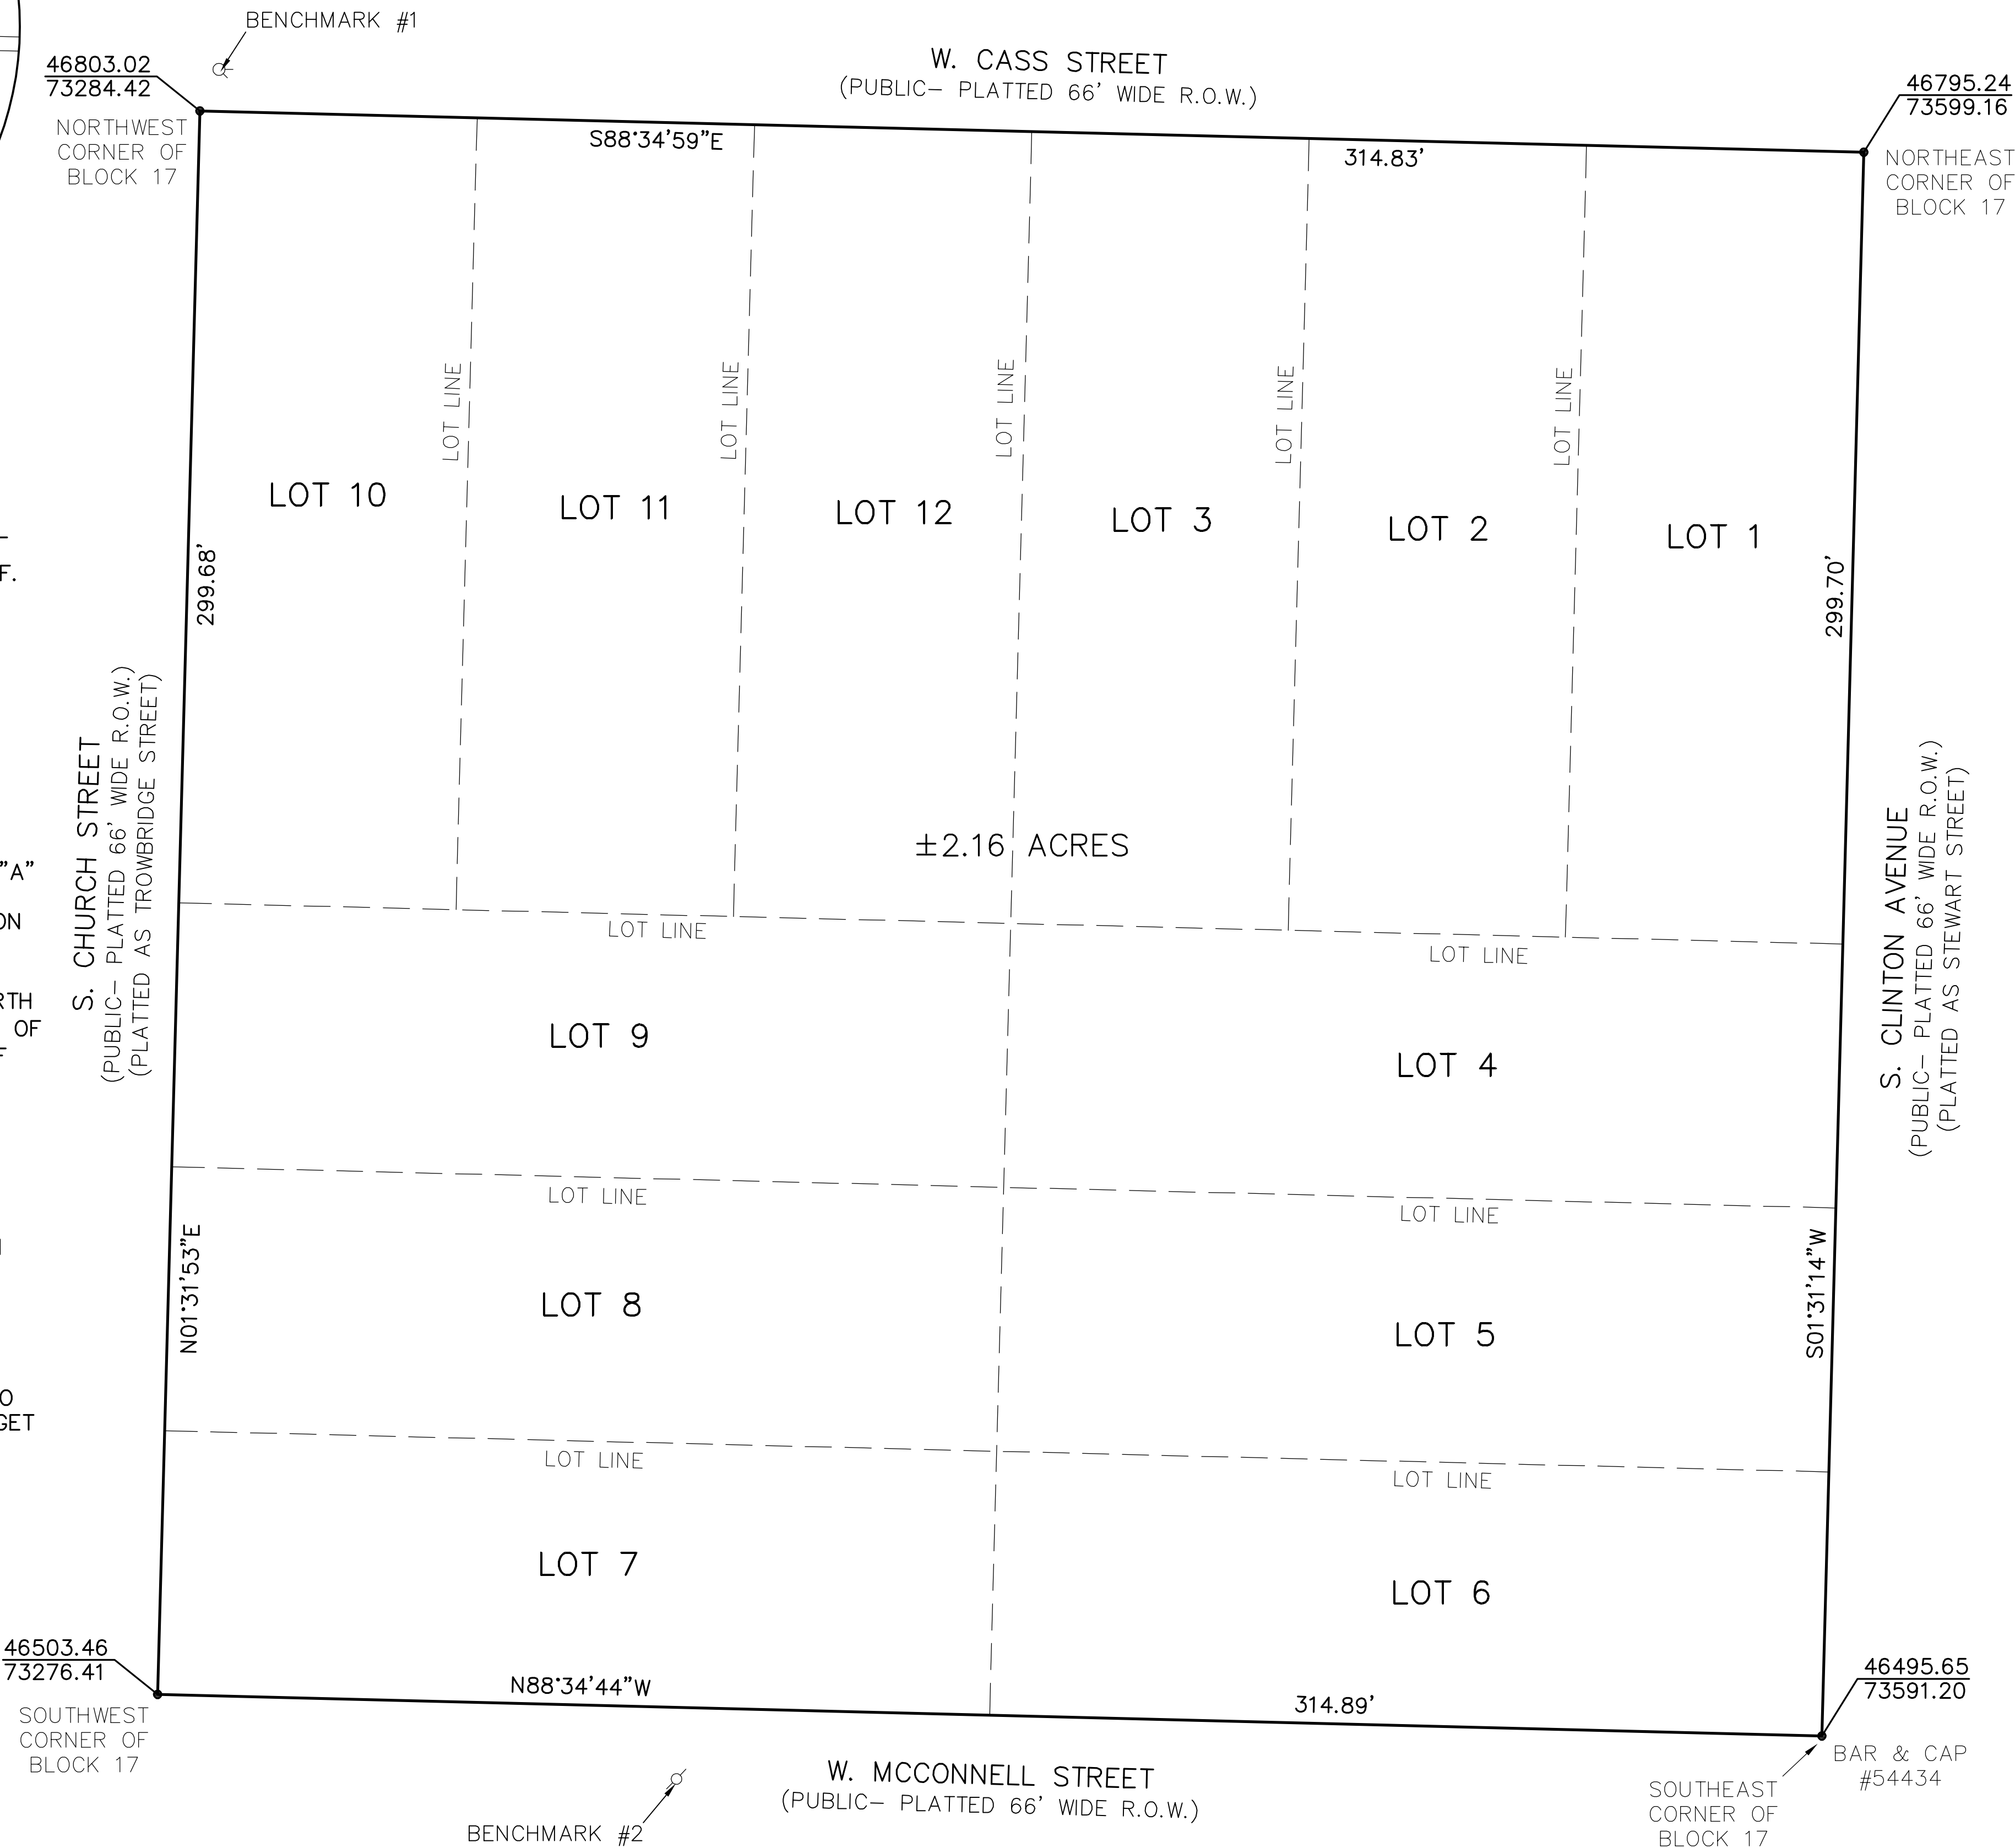 BENCHMARK #1
46803.02
73284.42
NORTHWEST
CORNER OF
BLOCK 17
W. CASS STREET
(PUBLIC- PLATTED 66' WIDE R.O.W.)
46795.24
73599.16
NORTHEAST
CORNER OF
BLOCK 17
S88°34'59"E
314.83'
LOT LINE
LOT LINE
LOT LINE
LOT LINE
LOT LINE
LOT 10
LOT 11
LOT 12
LOT 3
LOT 2
LOT 1
299.68'
299.70'
F.
S. CHURCH STREET
(PUBLIC- PLATTED 66' WIDE R.O.W.)
(PLATTED AS TROWBRIDGE STREET)
±2.16 ACRES
S. CLINTON AVENUE
(PUBLIC- PLATTED 66' WIDE R.O.W.)
(PLATTED AS STEWART STREET)
"A"
ON
RTH
OF
LOT LINE
LOT LINE
LOT 9
LOT 4
LOT LINE
LOT LINE
N01°31'53"E
S01°31'14"W
LOT 8
LOT 5
O
GET
LOT LINE
LOT LINE
LOT 7
LOT 6
46503.46
73276.41
SOUTHWEST
CORNER OF
BLOCK 17
N88°34'44"W
314.89'
46495.65
73591.20
BAR & CAP
#54434
SOUTHEAST
CORNER OF
BLOCK 17
W. MCCONNELL STREET
(PUBLIC- PLATTED 66' WIDE R.O.W.)
BENCHMARK #2